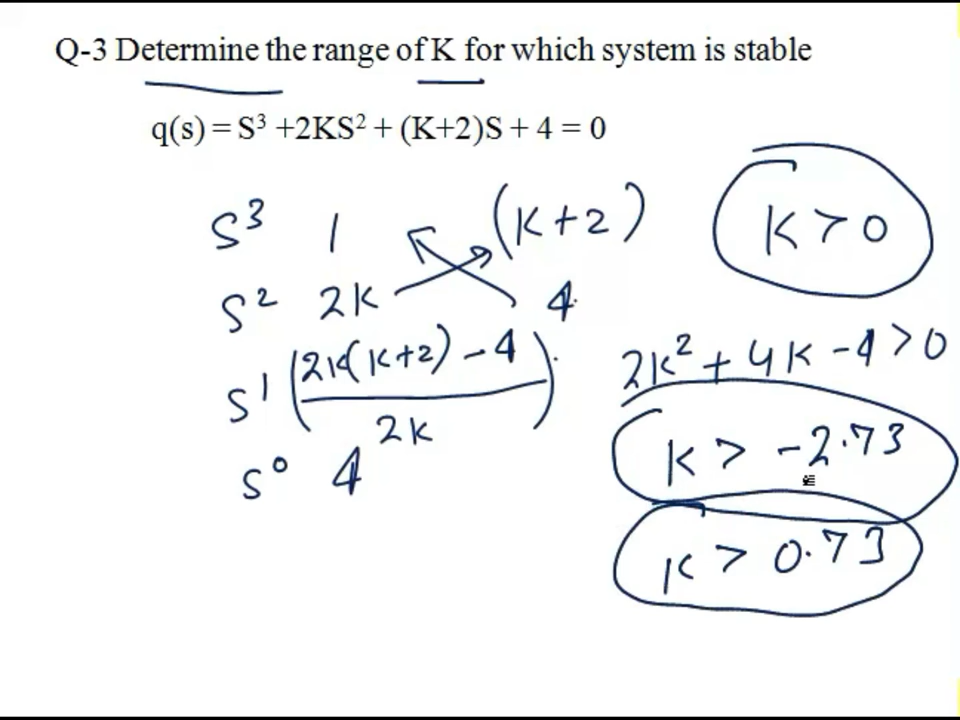 Q-3 Determine the range of K for which system is stable
q(s) = S³ +2KS² + (K+2)S + 4 = 0
S³ 1 (K+2)
K > 0
S² 2K 4
2K² + 4K - 4 > 0
S¹ (2K(K+2) - 4)
2K
K > -2.73
S⁰ 4
K > 0.73